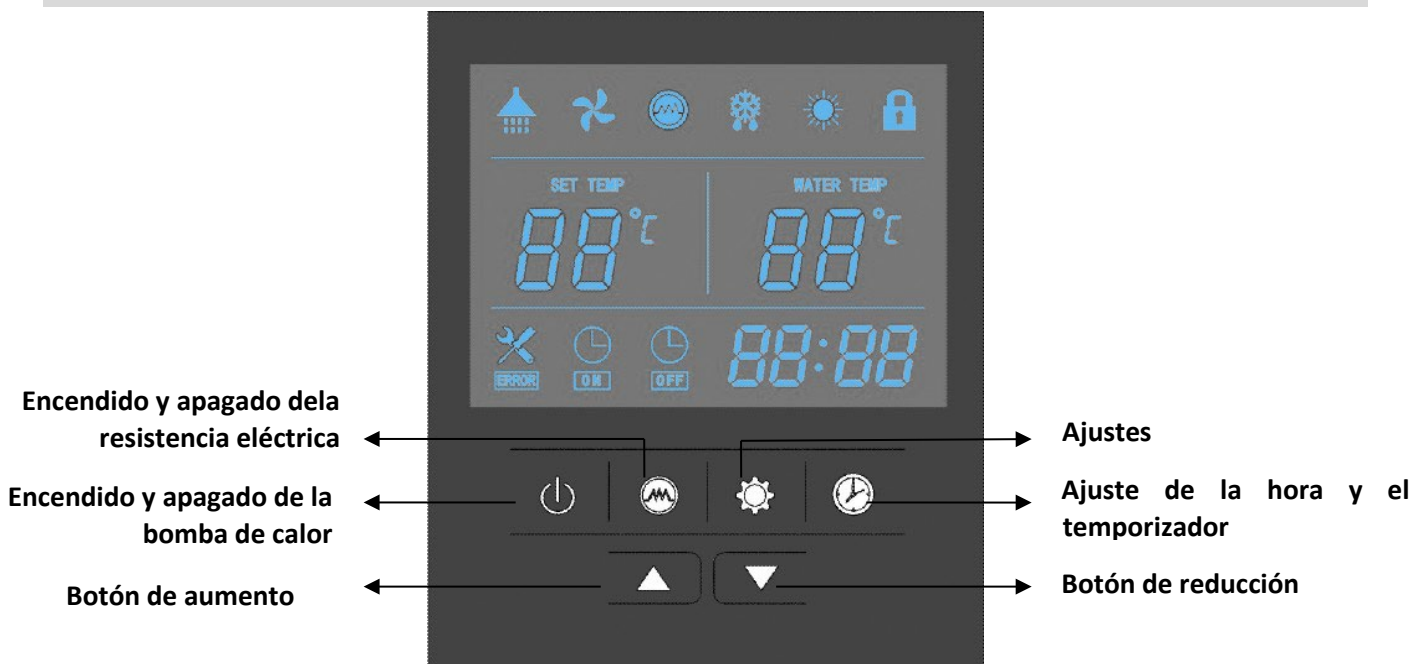 SET TEMP
WATER TEMP
88°C
88°C
ERROR
ON
OFF
88:88
Encendido y apagado dela
resistencia eléctrica
Ajustes
Encendido y apagado de la
bomba de calor
Ajuste de la hora y el
temporizador
Botón de aumento
Botón de reducción